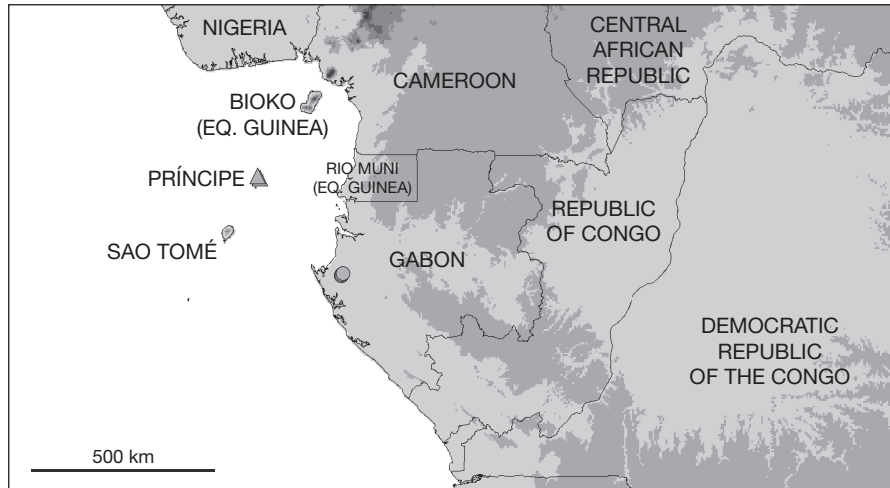 NIGERIA
CENTRAL
AFRICAN
REPUBLIC
CAMEROON
BIOKO
(EQ. GUINEA)
PRÍNCIPE
RIO MUNI
(EQ. GUINEA)
REPUBLIC
OF CONGO
SAO TOMÉ
GABON
DEMOCRATIC
REPUBLIC
OF THE CONGO
500 km